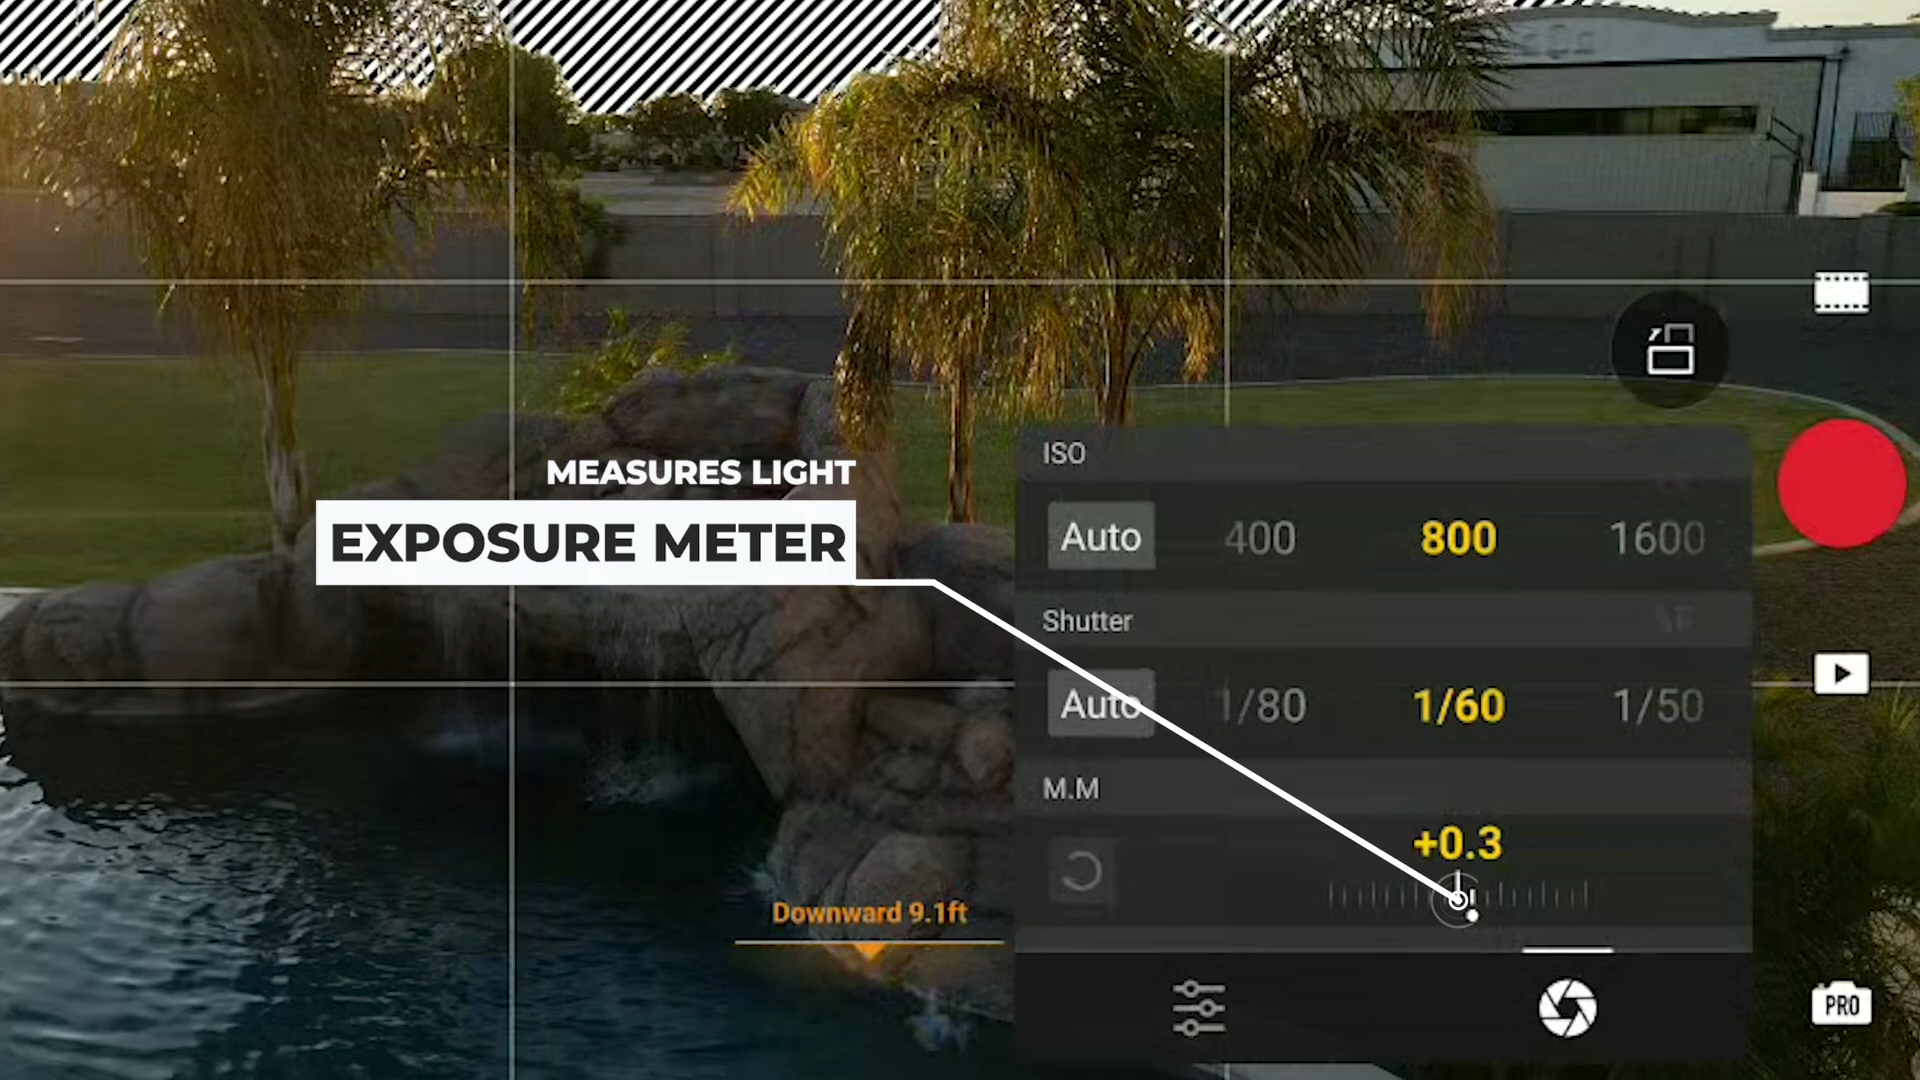 ISO
MEASURES LIGHT
EXPOSURE METER
Auto 400 800 1600
Shutter
Auto 1/80 1/60 1/50
M.M
+0.3
Downward 9.1ft
PRO